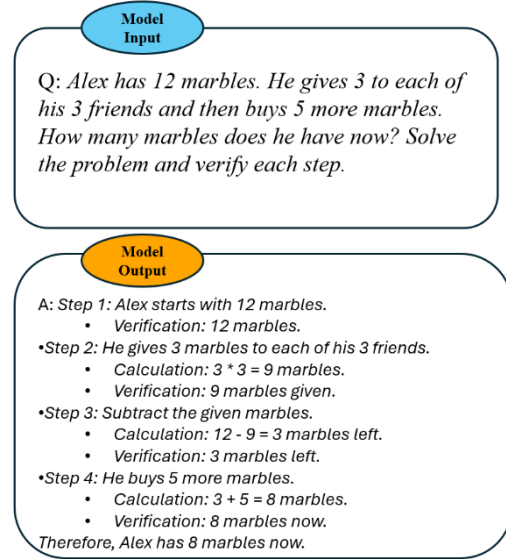 Model
Input
Q: Alex has 12 marbles. He gives 3 to each of
his 3 friends and then buys 5 more marbles.
How many marbles does he have now? Solve
the problem and verify each step.
Model
Output
A: Step 1: Alex starts with 12 marbles.
• Verification: 12 marbles.
•Step 2: He gives 3 marbles to each of his 3 friends.
• Calculation: 3 * 3 = 9 marbles.
• Verification: 9 marbles given.
•Step 3: Subtract the given marbles.
• Calculation: 12 - 9 = 3 marbles left.
• Verification: 3 marbles left.
•Step 4: He buys 5 more marbles.
• Calculation: 3 + 5 = 8 marbles.
• Verification: 8 marbles now.
Therefore, Alex has 8 marbles now.